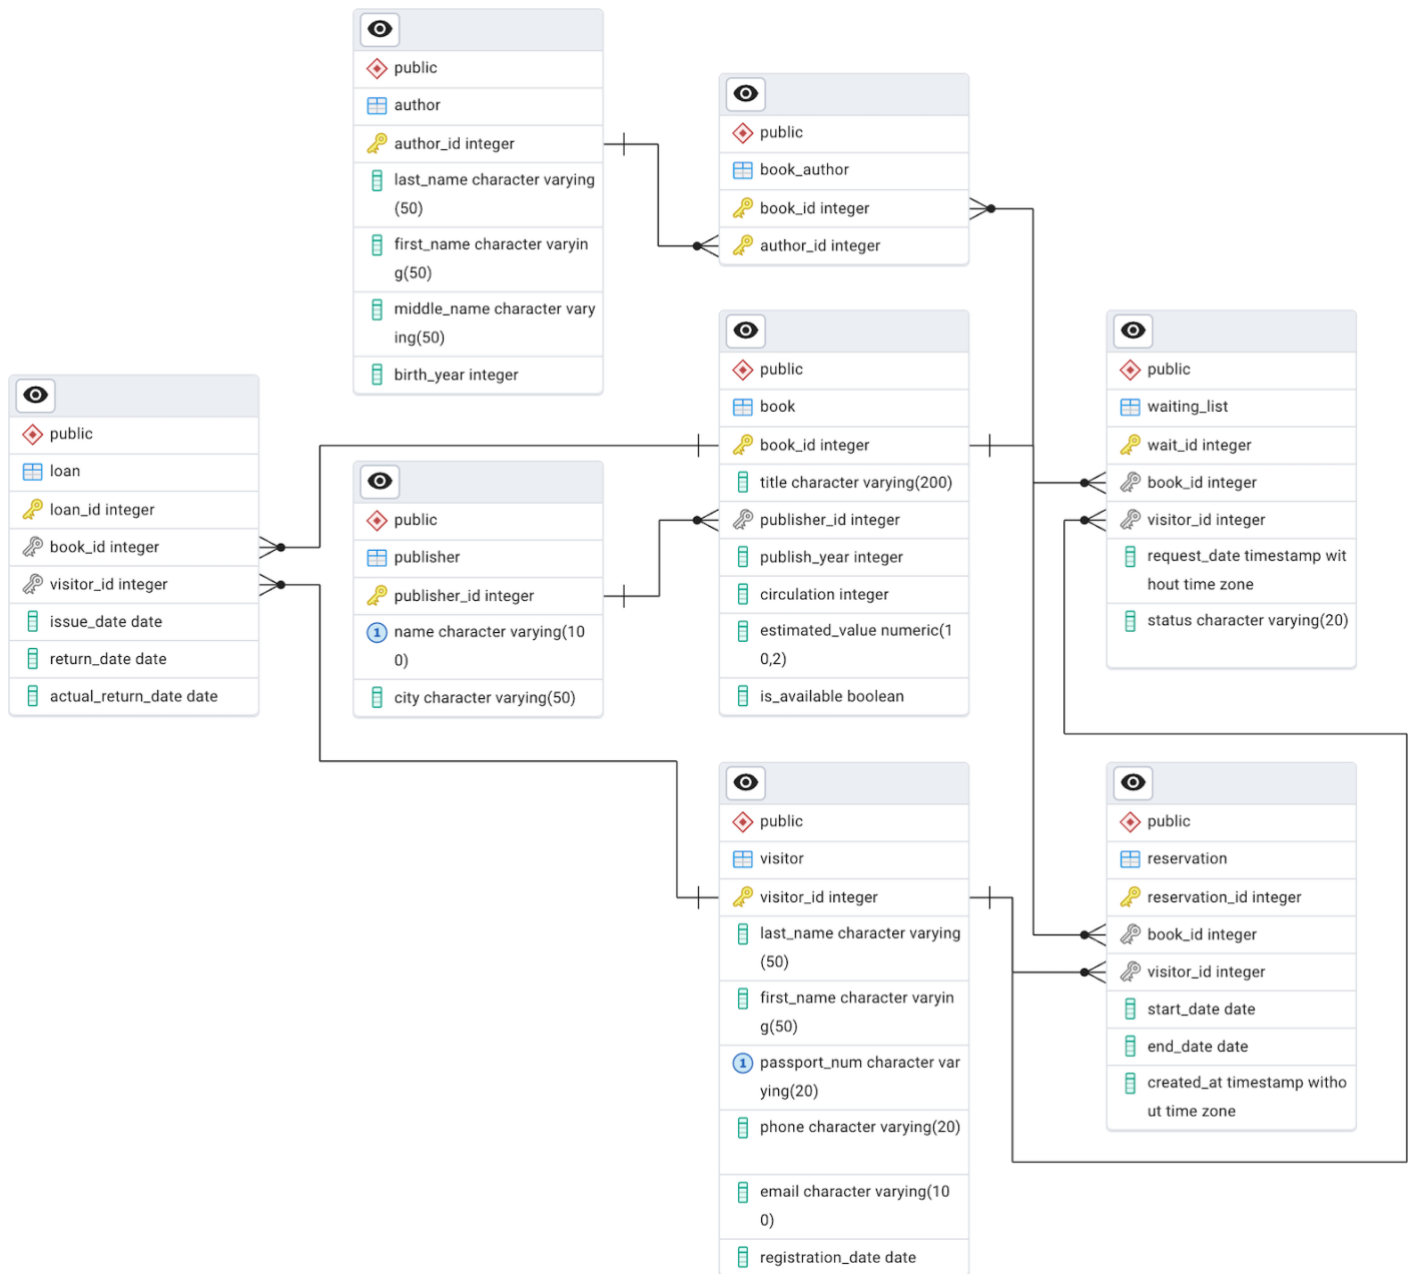 public
author
author_id integer
last_name character varying
(50)
first_name character varyin
g(50)
middle_name character vary
ing(50)
birth_year integer
public
book_author
book_id integer
author_id integer
public
loan
loan_id integer
book_id integer
visitor_id integer
issue_date date
return_date date
actual_return_date date
public
publisher
publisher_id integer
1
name character varying(10
0)
city character varying(50)
public
book
book_id integer
title character varying(200)
publisher_id integer
publish_year integer
circulation integer
estimated_value numeric(1
0,2)
is_available boolean
public
waiting_list
wait_id integer
book_id integer
visitor_id integer
request_date timestamp wit
hout time zone
status character varying(20)
public
visitor
visitor_id integer
last_name character varying
(50)
first_name character varyin
g(50)
1
passport_num character var
ying(20)
phone character varying(20)
email character varying(10
0)
registration_date date
public
reservation
reservation_id integer
book_id integer
visitor_id integer
start_date date
end_date date
created_at timestamp witho
ut time zone